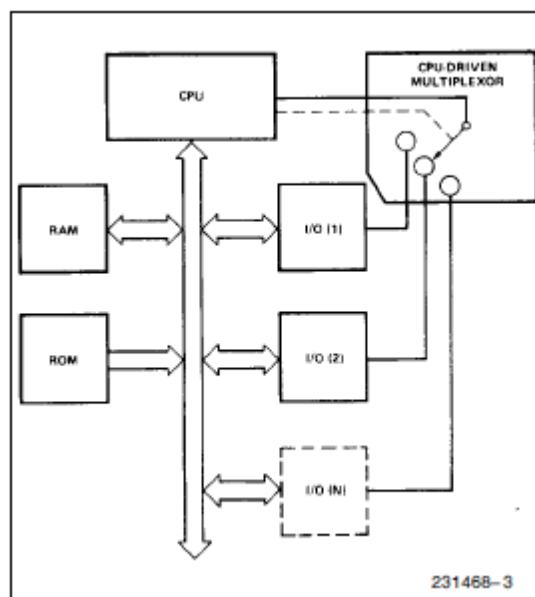 CPU-DRIVEN
MULTIPLEXOR
CPU
RAM
I/O (1)
ROM
I/O (2)
I/O (N)
231468-3